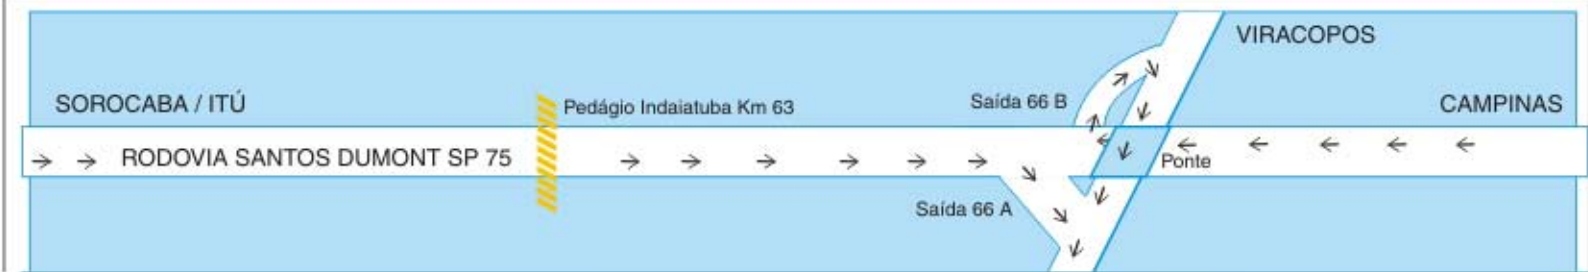 VIRACOPOS
SOROCABA / ITÚ
Pedágio Indaiatuba Km 63
Saída 66 B
CAMPINAS
RODOVIA SANTOS DUMONT SP 75
Ponte
Saída 66 A